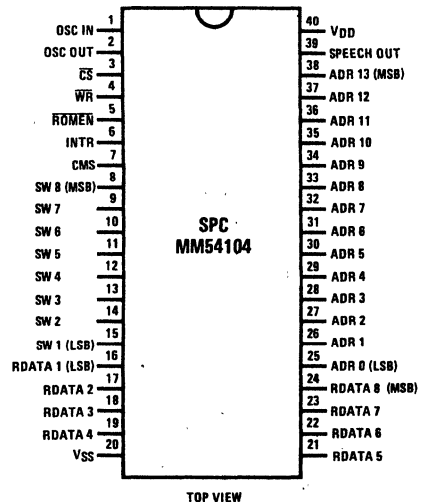 1 OSC IN
2 OSC OUT
3 C̅S̅
4 W̅R̅
5 R̅O̅M̅E̅N̅
6 INTR
7 CMS
8 SW 8 (MSB)
9 SW 7
10 SW 6
11 SW 5
12 SW 4
13 SW 3
14 SW 2
15 SW 1 (LSB)
16 RDATA 1 (LSB)
17 RDATA 2
18 RDATA 3
19 RDATA 4
20 VSS
SPC
MM54104
40 VDD
39 SPEECH OUT
38 ADR 13 (MSB)
37 ADR 12
36 ADR 11
35 ADR 10
34 ADR 9
33 ADR 8
32 ADR 7
31 ADR 6
30 ADR 5
29 ADR 4
28 ADR 3
27 ADR 2
26 ADR 1
25 ADR 0 (LSB)
24 RDATA 8 (MSB)
23 RDATA 7
22 RDATA 6
21 RDATA 5
TOP VIEW